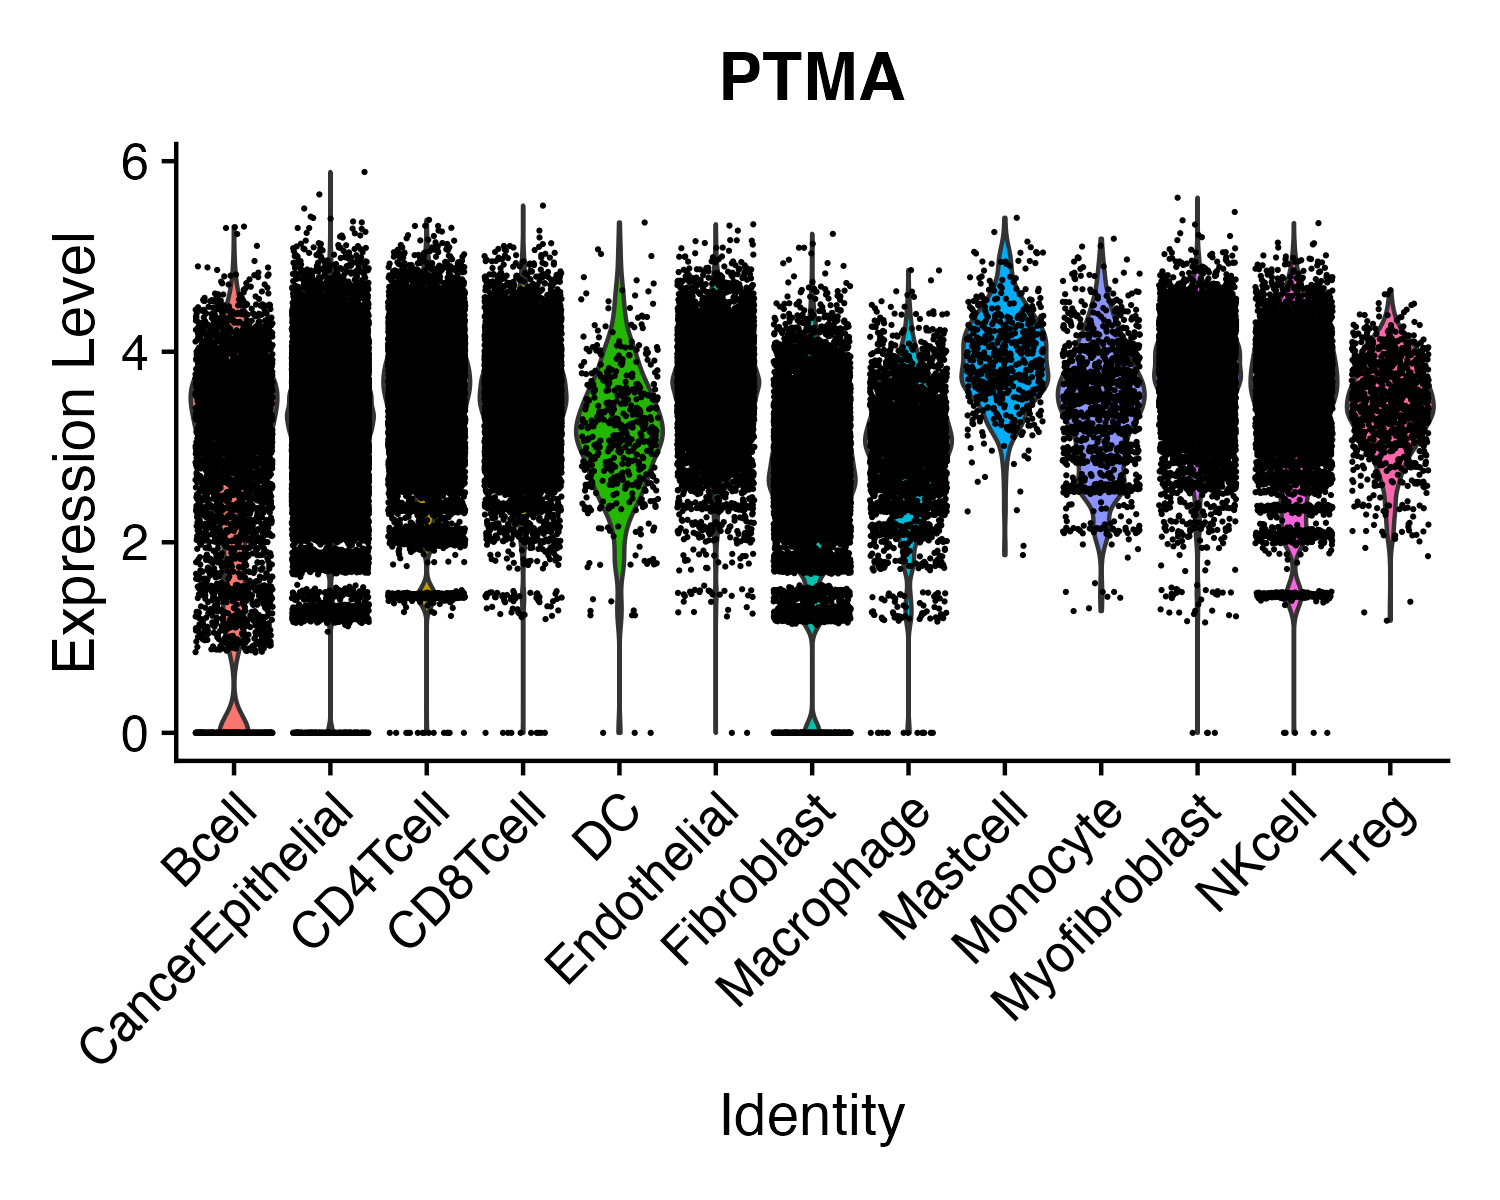 PTMA
Expression Level
6
4
2
0
Bcell
CancerEpithelial
CD4Tcell
CD8Tcell
DC
Endothelial
Fibroblast
Macrophage
Mastcell
Monocyte
Myofibroblast
NKcell
Treg
Identity